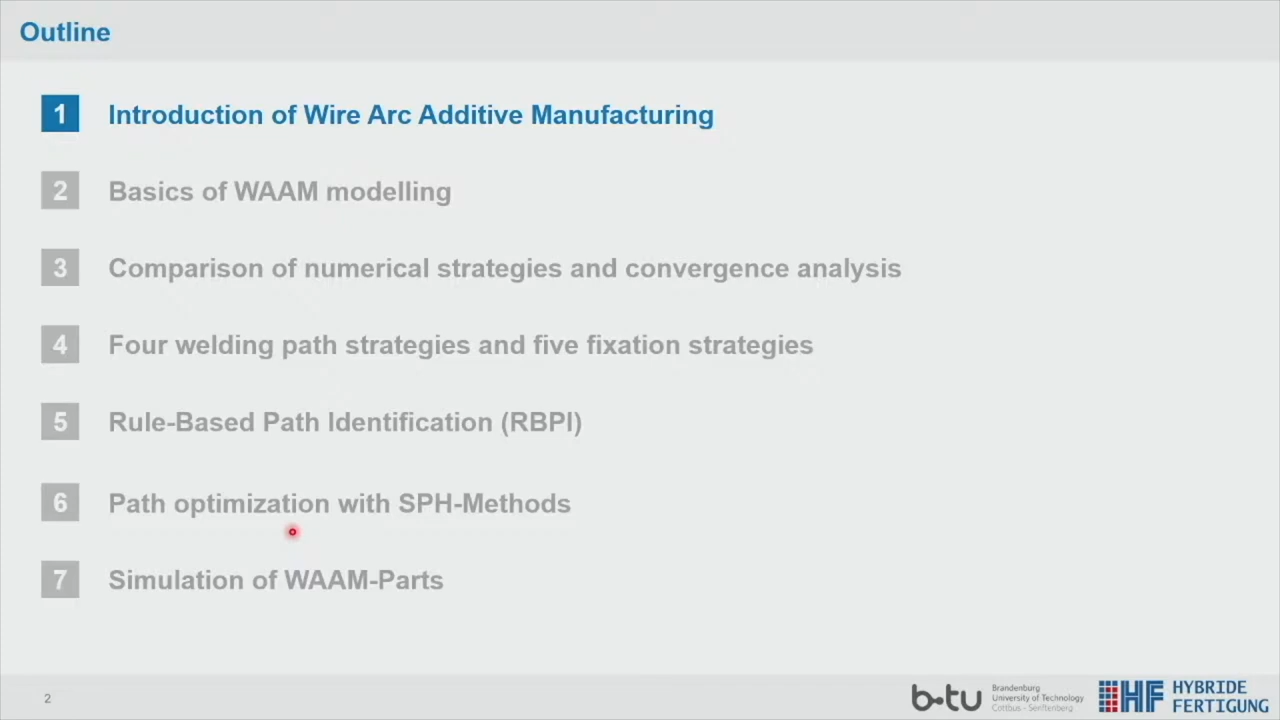 Outline
1 Introduction of Wire Arc Additive Manufacturing
2 Basics of WAAM modelling
3 Comparison of numerical strategies and convergence analysis
4 Four welding path strategies and five fixation strategies
5 Rule-Based Path Identification (RBPI)
6 Path optimization with SPH-Methods
7 Simulation of WAAM-Parts
2
b-tu
Brandenburg
University of Technology
Cottbus - Senftenberg
HF
HYBRIDE
FERTIGUNG